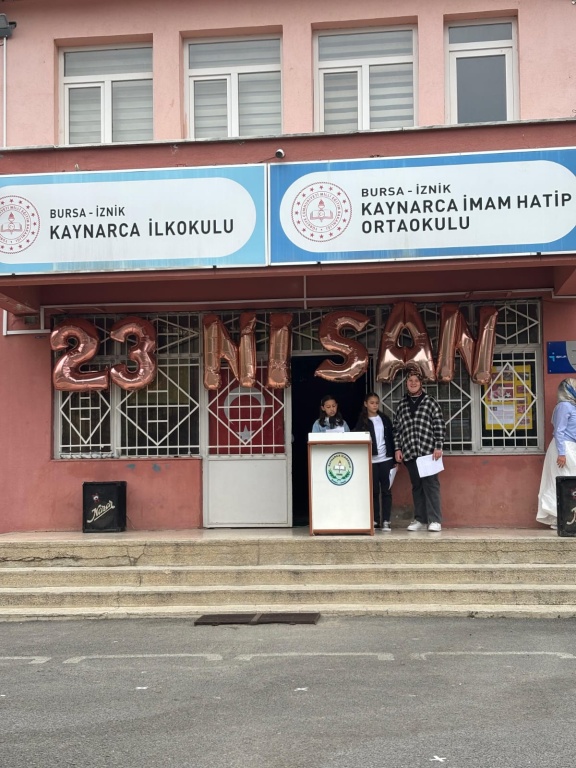 BURSA - İZNİK
KAYNARCA İLKOKULU
BURSA - İZNİK
KAYNARCA İMAM HATİP
ORTAOKULU
23 NİSAN